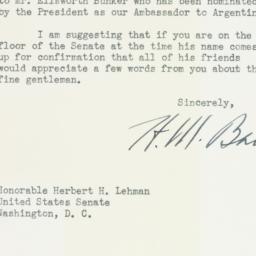 to Mr. Ellsworth Bunker who has been nominated
by the President as our Ambassador to Argentin
I am suggesting that if you are on the
floor of the Senate at the time his name comes
up for confirmation that all of his friends
would appreciate a few words from you about th
fine gentleman.
Sincerely,
H. M.
Honorable Herbert H. Lehman
United States Senate
Washington, D. C.